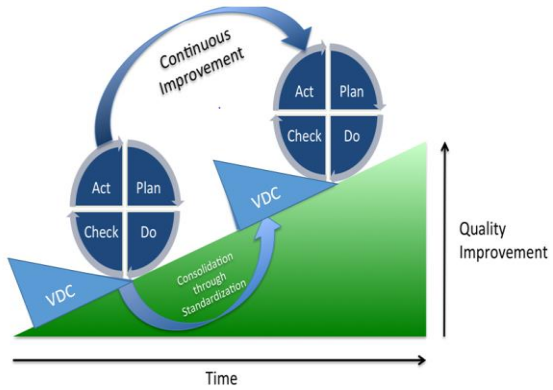 Continuous
Improvement
Act
Plan
Check
Do
Act
Plan
Check
Do
VDC
VDC
Consolidation
through
Standardization
Quality
Improvement
Time